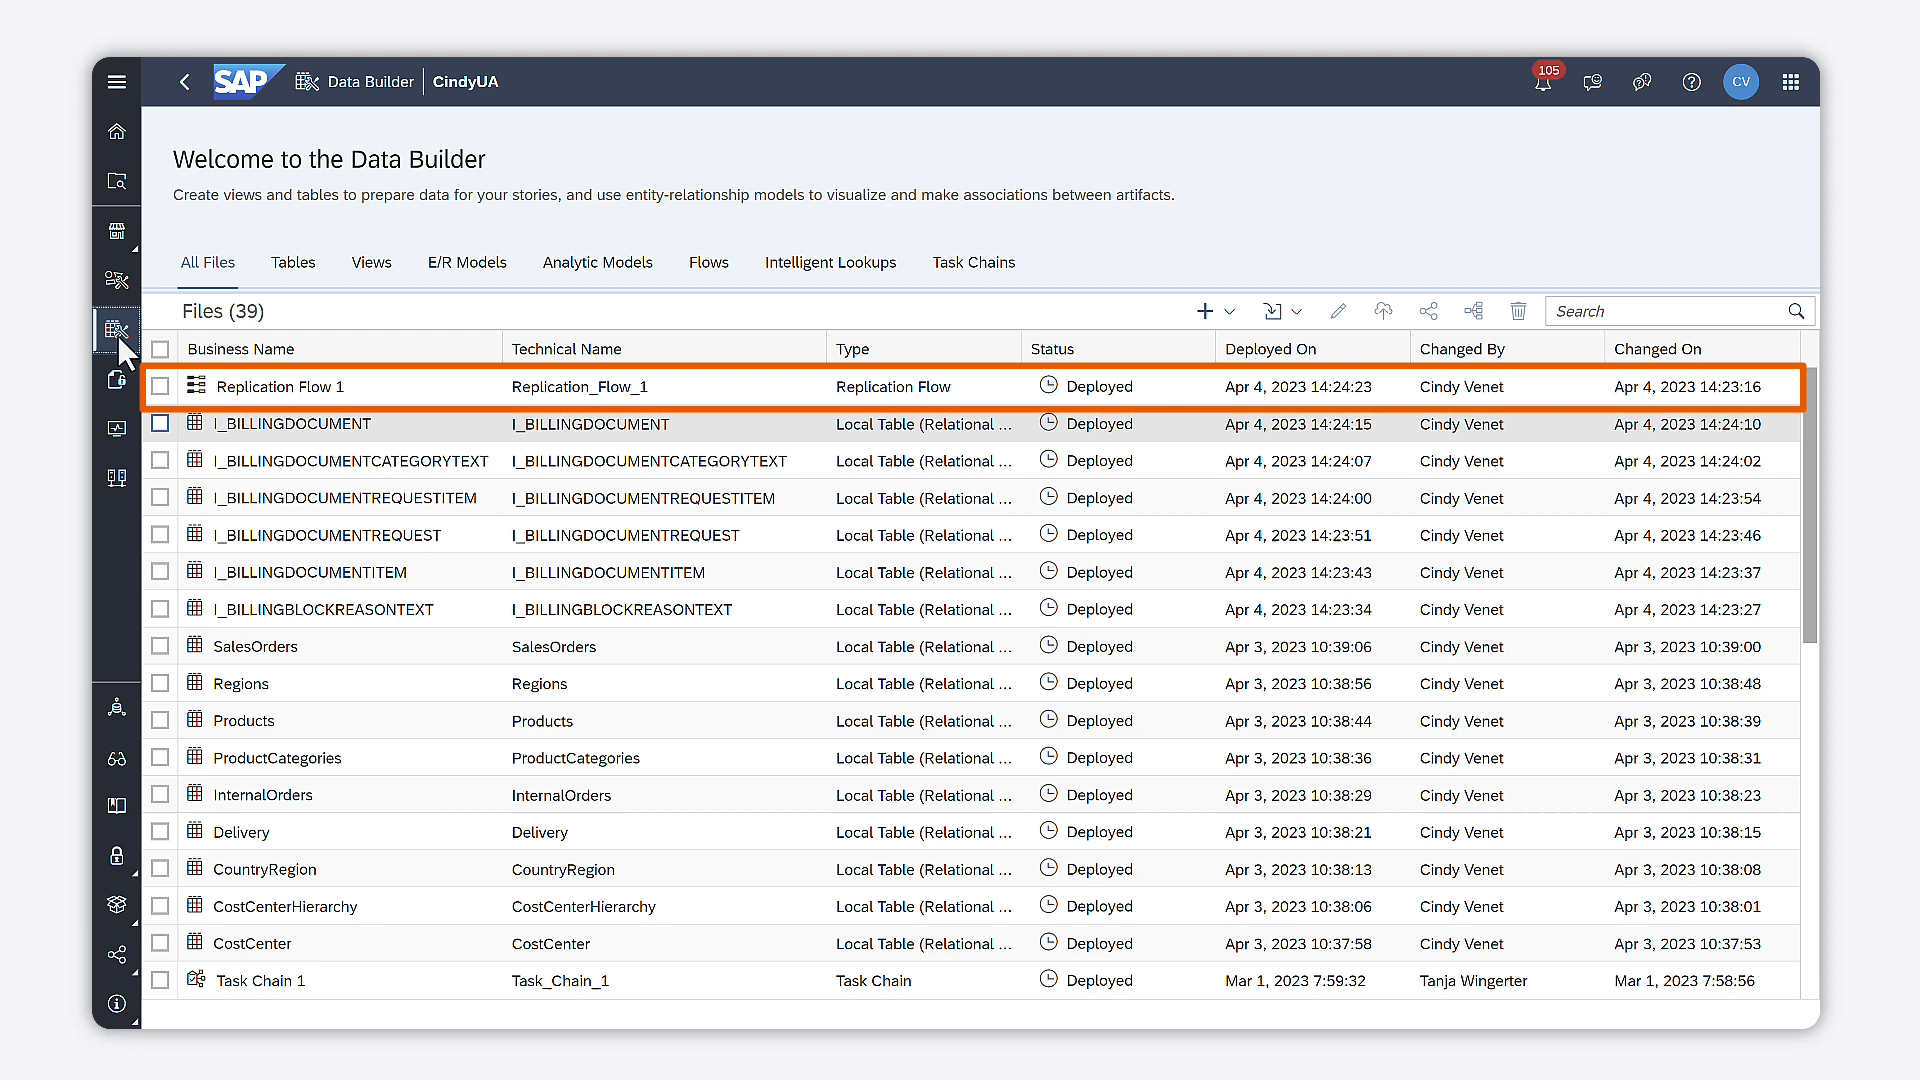 SAP Data Builder CindyUA 105 CV
Welcome to the Data Builder
Create views and tables to prepare data for your stories, and use entity-relationship models to visualize and make associations between artifacts.
All Files Tables Views E/R Models Analytic Models Flows Intelligent Lookups Task Chains
Files (39) Search
Business Name Technical Name Type Status Deployed On Changed By Changed On
Replication Flow 1 Replication_Flow_1 Replication Flow Deployed Apr 4, 2023 14:24:23 Cindy Venet Apr 4, 2023 14:23:16
I_BILLINGDOCUMENT I_BILLINGDOCUMENT Local Table (Relational ... Deployed Apr 4, 2023 14:24:15 Cindy Venet Apr 4, 2023 14:24:10
I_BILLINGDOCUMENTCATEGORYTEXT I_BILLINGDOCUMENTCATEGORYTEXT Local Table (Relational ... Deployed Apr 4, 2023 14:24:07 Cindy Venet Apr 4, 2023 14:24:02
I_BILLINGDOCUMENTREQUESTITEM I_BILLINGDOCUMENTREQUESTITEM Local Table (Relational ... Deployed Apr 4, 2023 14:24:00 Cindy Venet Apr 4, 2023 14:23:54
I_BILLINGDOCUMENTREQUEST I_BILLINGDOCUMENTREQUEST Local Table (Relational ... Deployed Apr 4, 2023 14:23:51 Cindy Venet Apr 4, 2023 14:23:46
I_BILLINGDOCUMENTITEM I_BILLINGDOCUMENTITEM Local Table (Relational ... Deployed Apr 4, 2023 14:23:43 Cindy Venet Apr 4, 2023 14:23:37
I_BILLINGBLOCKREASONTEXT I_BILLINGBLOCKREASONTEXT Local Table (Relational ... Deployed Apr 4, 2023 14:23:34 Cindy Venet Apr 4, 2023 14:23:27
SalesOrders SalesOrders Local Table (Relational ... Deployed Apr 3, 2023 10:39:06 Cindy Venet Apr 3, 2023 10:39:00
Regions Regions Local Table (Relational ... Deployed Apr 3, 2023 10:38:56 Cindy Venet Apr 3, 2023 10:38:48
Products Products Local Table (Relational ... Deployed Apr 3, 2023 10:38:44 Cindy Venet Apr 3, 2023 10:38:39
ProductCategories ProductCategories Local Table (Relational ... Deployed Apr 3, 2023 10:38:36 Cindy Venet Apr 3, 2023 10:38:31
InternalOrders InternalOrders Local Table (Relational ... Deployed Apr 3, 2023 10:38:29 Cindy Venet Apr 3, 2023 10:38:23
Delivery Delivery Local Table (Relational ... Deployed Apr 3, 2023 10:38:21 Cindy Venet Apr 3, 2023 10:38:15
CountryRegion CountryRegion Local Table (Relational ... Deployed Apr 3, 2023 10:38:13 Cindy Venet Apr 3, 2023 10:38:08
CostCenterHierarchy CostCenterHierarchy Local Table (Relational ... Deployed Apr 3, 2023 10:38:06 Cindy Venet Apr 3, 2023 10:38:01
CostCenter CostCenter Local Table (Relational ... Deployed Apr 3, 2023 10:37:58 Cindy Venet Apr 3, 2023 10:37:53
Task Chain 1 Task_Chain_1 Task Chain Deployed Mar 1, 2023 7:59:32 Tanja Wingerter Mar 1, 2023 7:58:56